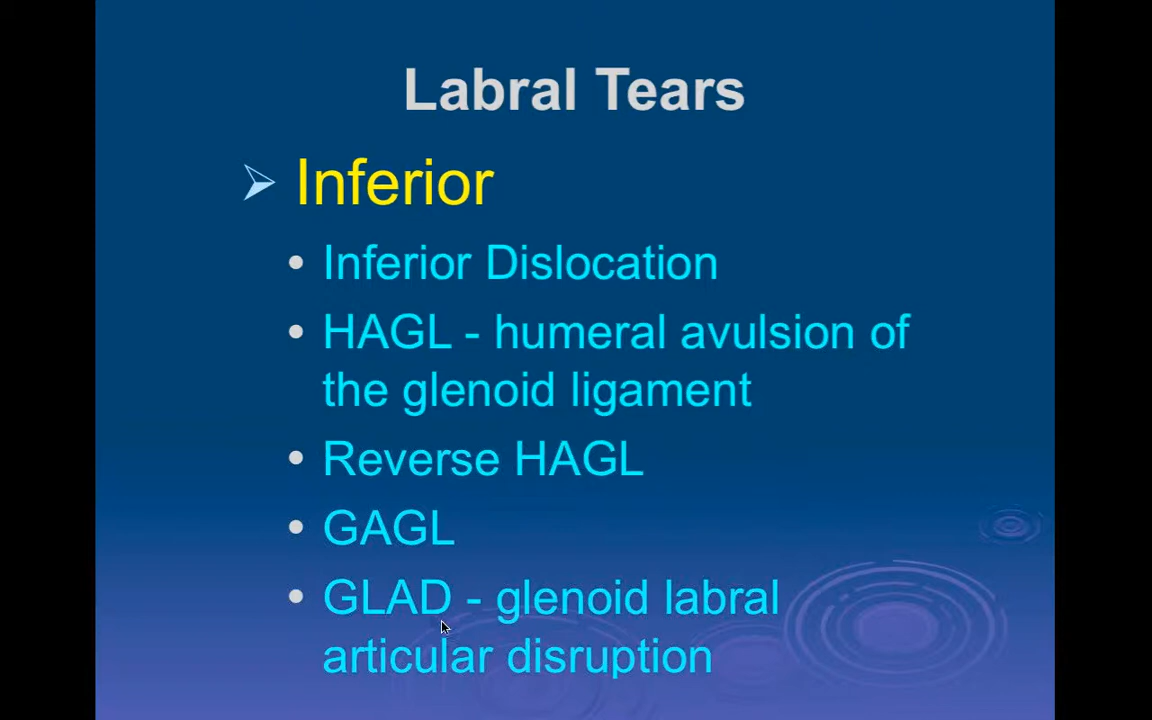 Labral Tears
Inferior
Inferior Dislocation
HAGL - humeral avulsion of
the glenoid ligament
Reverse HAGL
GAGL
GLAD - glenoid labral
articular disruption